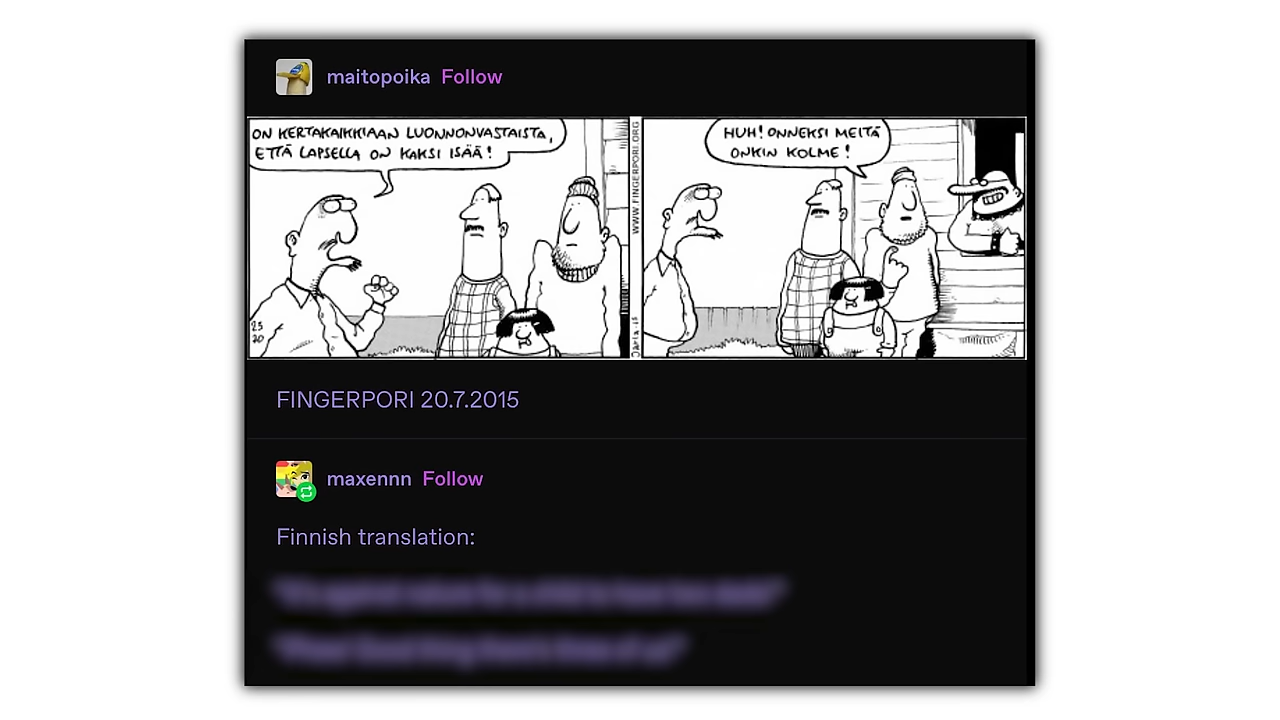 maitopoika Follow
ON KERTAKAIKKIAAN LUONNONVASTAISTA,
ETTÄ LAPSELLA ON KAKSI ISÄÄ!
HUH! ONNEKSI MEITÄ
ONKIN KOLME!
WWW.FINGERPORI.ORG
FINGERPORI 20.7.2015
maxennn Follow
Finnish translation: